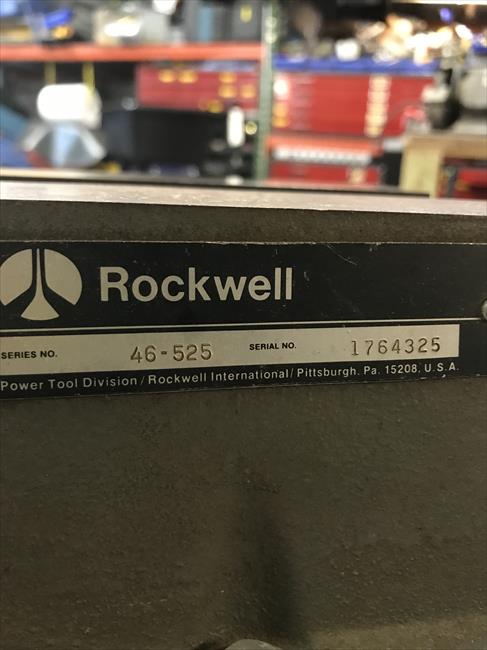 Rockwell
SERIES NO. 46-525 SERIAL NO. 1764325
Power Tool Division/Rockwell International/Pittsburgh. Pa. 15208, U.S.A.